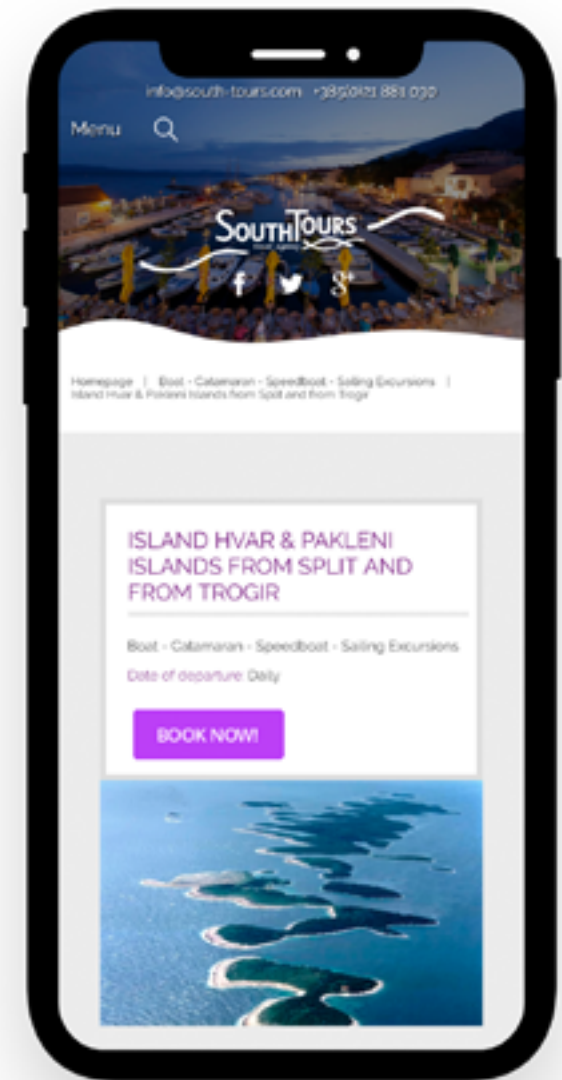 info@south-tours.com +385(0)21 881 030
Menu
SOUTHTOURS
travel agency
Homepage | Boat - Catamaran - Speedboat - Sailing Excursions |
Island Hvar & Pakleni Islands from Split and from Trogir
ISLAND HVAR & PAKLENI
ISLANDS FROM SPLIT AND
FROM TROGIR
Boat - Catamaran - Speedboat - Sailing Excursions
Date of departure: Daily
BOOK NOW!